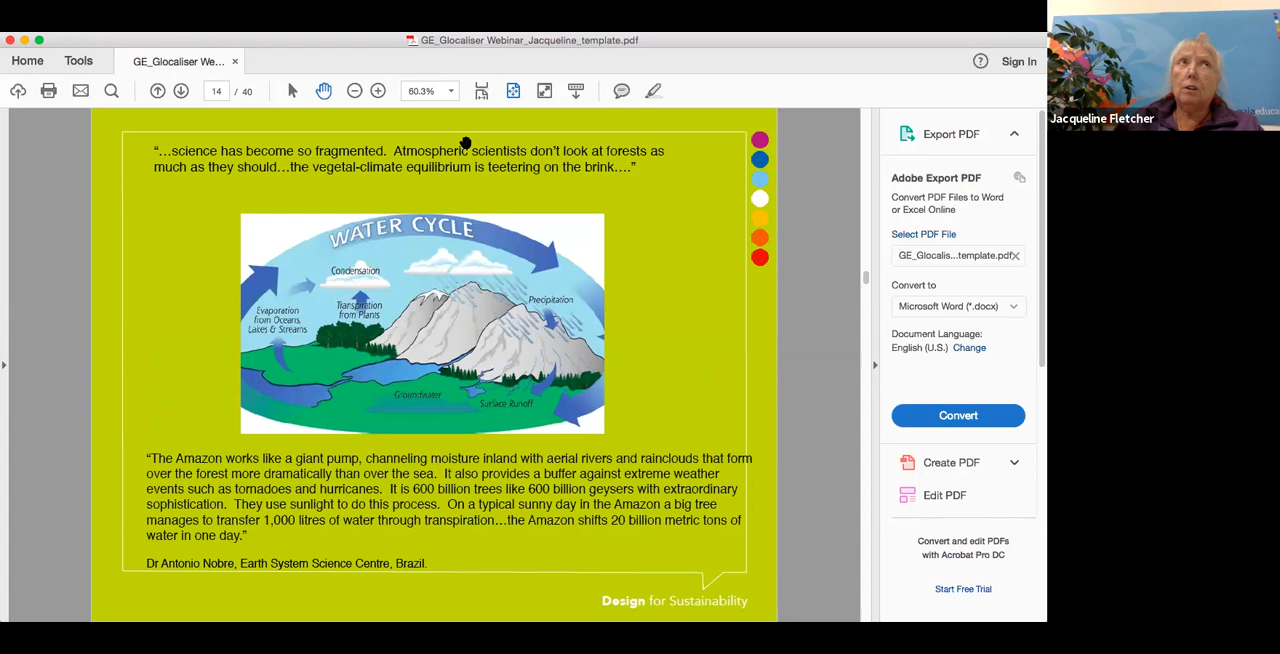 GE_Glocaliser Webinar_Jacqueline_template.pdf
Home
Tools
GE_Glocaliser We... ×
Sign In
14 / 40
60.3%
Jacqueline Fletcher
“…science has become so fragmented. Atmospheric scientists don’t look at forests as
much as they should…the vegetal-climate equilibrium is teetering on the brink….”
WATER CYCLE
Condensation
Precipitation
Evaporation
from Oceans,
Lakes & Streams
Transpiration
from Plants
Groundwater
Surface Runoff
“The Amazon works like a giant pump, channeling moisture inland with aerial rivers and rainclouds that form
over the forest more dramatically than over the sea. It also provides a buffer against extreme weather
events such as tornadoes and hurricanes. It is 600 billion trees like 600 billion geysers with extraordinary
sophistication. They use sunlight to do this process. On a typical sunny day in the Amazon a big tree
manages to transfer 1,000 litres of water through transpiration…the Amazon shifts 20 billion metric tons of
water in one day.”
Dr Antonio Nobre, Earth System Science Centre, Brazil.
Design for Sustainability
Export PDF
Adobe Export PDF
Convert PDF Files to Word
or Excel Online
Select PDF File
GE_Glocalis...template.pdf
Convert to
Microsoft Word (*.docx)
Document Language:
English (U.S.) Change
Convert
Create PDF
Edit PDF
Convert and edit PDFs
with Acrobat Pro DC
Start Free Trial